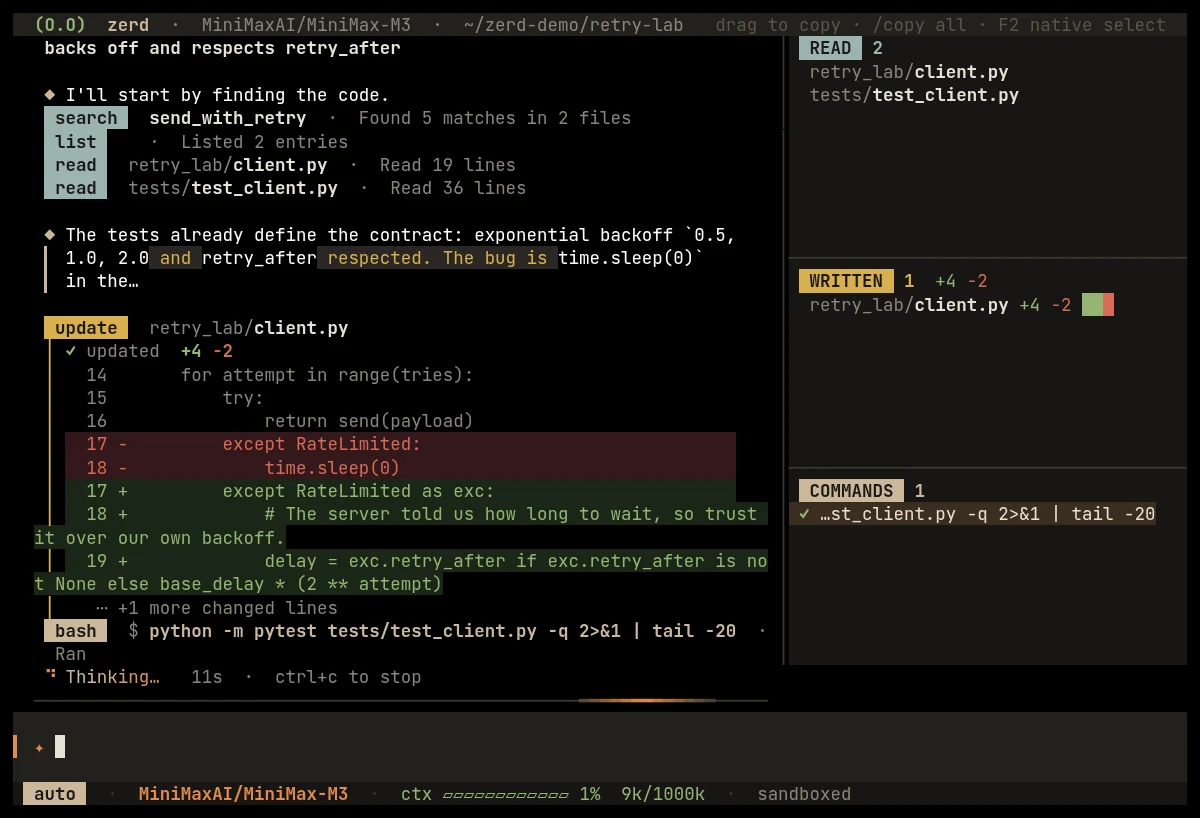 (0.0) zerd · MiniMaxAI/MiniMax-M3 · ~/zerd-demo/retry-lab drag to copy · /copy all · F2 native select
backs off and respects retry_after
◆ I'll start by finding the code.
search send_with_retry · Found 5 matches in 2 files
list · Listed 2 entries
read retry_lab/client.py · Read 19 lines
read tests/test_client.py · Read 36 lines
◆ The tests already define the contract: exponential backoff `0.5,
1.0, 2.0 and retry_after respected. The bug is time.sleep(0)`
in the…
update retry_lab/client.py
✓ updated +4 -2
14 for attempt in range(tries):
15 try:
16 return send(payload)
17 - except RateLimited:
18 - time.sleep(0)
17 + except RateLimited as exc:
18 + # The server told us how long to wait, so trust
it over our own backoff.
19 + delay = exc.retry_after if exc.retry_after is no
t None else base_delay * (2 ** attempt)
⋯ +1 more changed lines
bash $ python -m pytest tests/test_client.py -q 2>&1 | tail -20 ·
Ran
Thinking… 11s · ctrl+c to stop
READ 2
retry_lab/client.py
tests/test_client.py
WRITTEN 1 +4 -2
retry_lab/client.py +4 -2
COMMANDS 1
✓ …st_client.py -q 2>&1 | tail -20
auto · MiniMaxAI/MiniMax-M3 · ctx ▱▱▱▱▱▱▱▱▱▱▱▱ 1% 9k/1000k · sandboxed